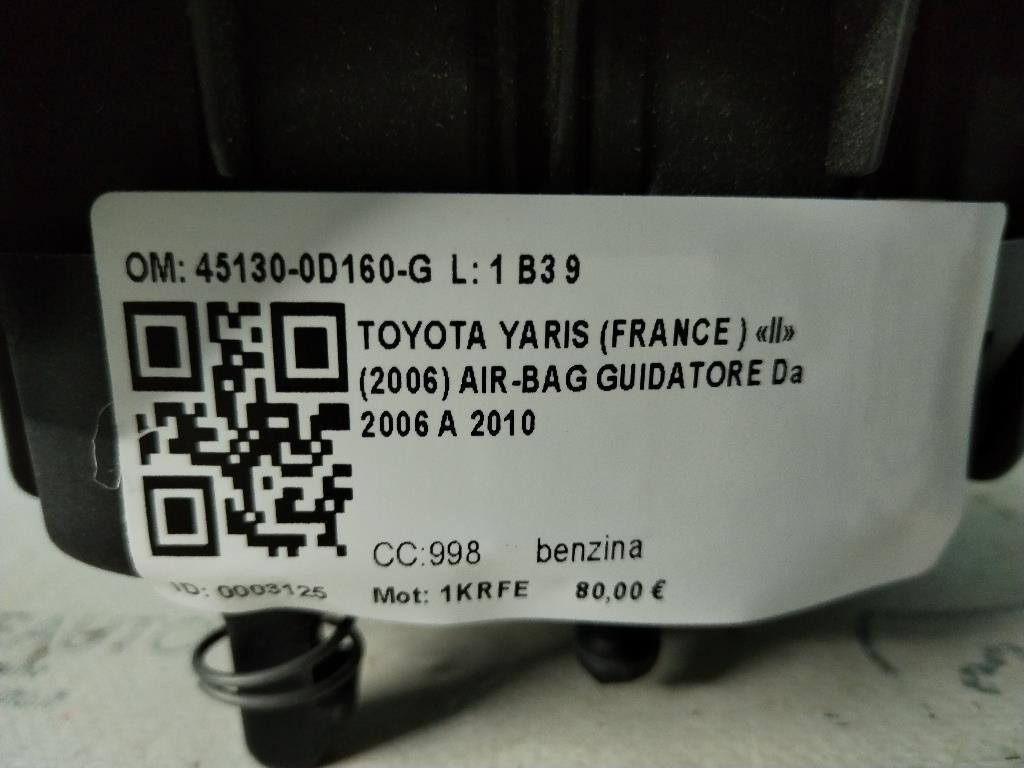 OM: 45130-0D160-G L: 1 B3 9
TOYOTA YARIS (FRANCE ) «II»
(2006) AIR-BAG GUIDATORE Da
2006 A 2010
CC:998 benzina
ID: 0003125 Mot: 1KRFE 80,00 €